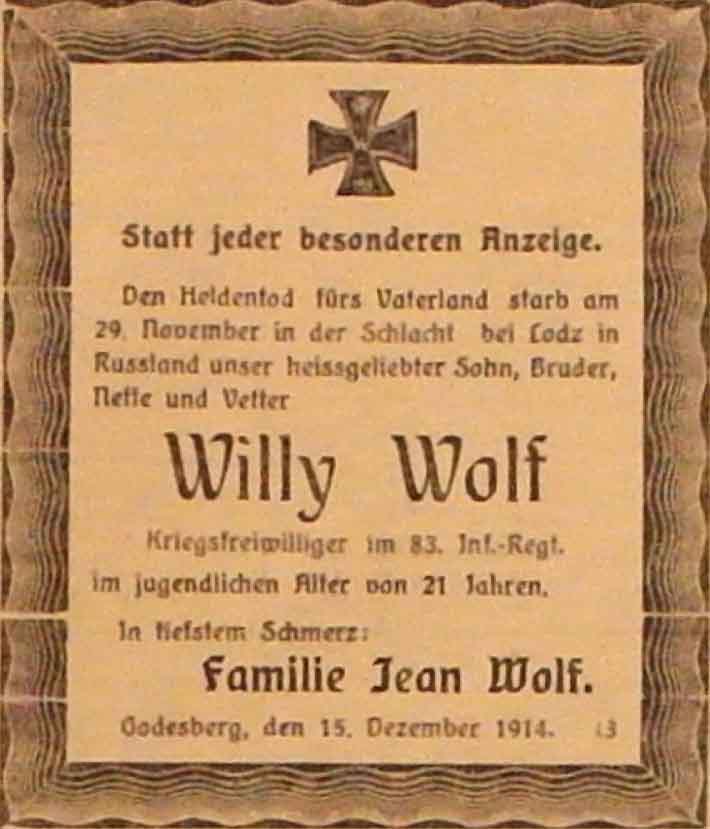 Statt jeder besonderen Anzeige.
Den Heldentod fürs Vaterland starb am
29. November in der Schlacht bei Lodz in
Russland unser heissgeliebter Sohn, Bruder,
Neffe und Vetter
Willy Wolf
Kriegsfreiwilliger im 83. Inf.-Regt.
im jugendlichen Alter von 21 Jahren.
In tiefstem Schmerz:
Familie Jean Wolf.
Godesberg, den 15. Dezember 1914.